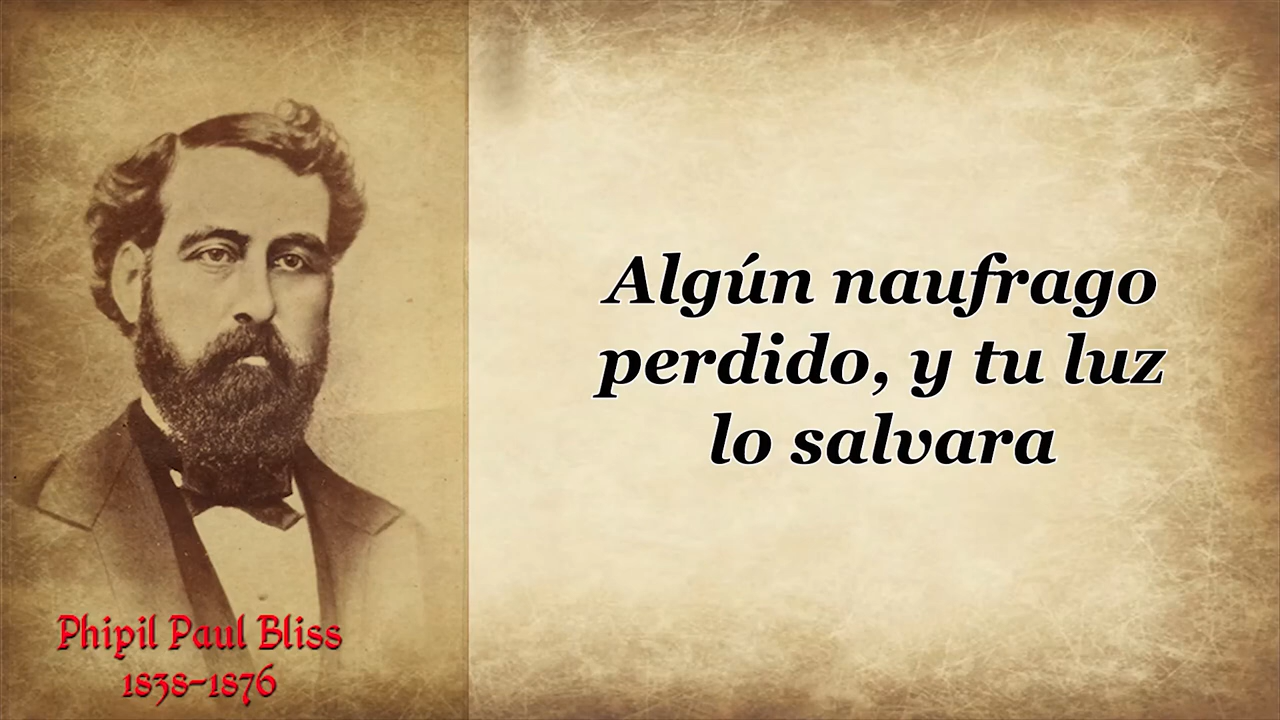 Algún naufrago
perdido, y tu luz
lo salvara
Phipil Paul Bliss
1838-1876